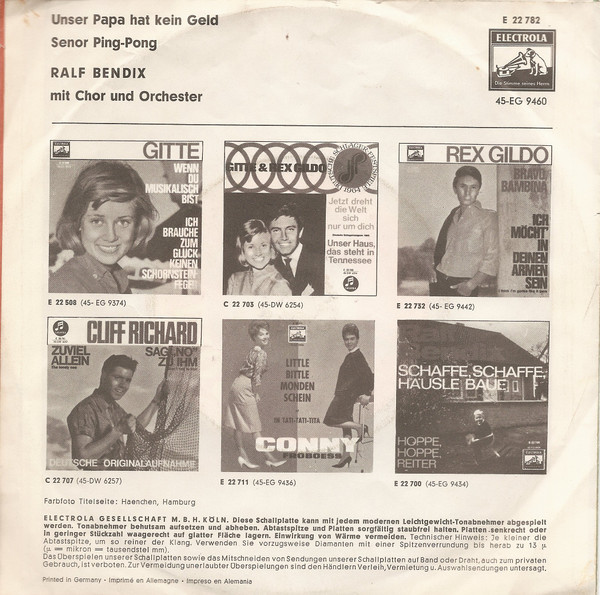 Unser Papa hat kein Geld
Senor Ping-Pong
RALF BENDIX
mit Chor und Orchester
E 22 782
ELECTROLA
Die Stimme seines Herrn
45-EG 9460
GITTE
WENN
DU
MUSIKALISCH
BIST
ICH
BRAUCHE
ZUM
GLÜCK
KEINEN
SCHORNSTEIN-
FEGER
E 22 508 (45- EG 9374)
GITTE & REX GILDO
DEUTSCHE SCHLAGER-FESTSPIELE
1964
Jetzt dreht
die Welt
sich
nur um dich
Unser Haus,
das steht in
Tennessee
C 22 703 (45-DW 6254)
REX GILDO
BRAVO,
BAMBINA
ICH
MÖCHT'
IN DEINEN
ARMEN
SEIN
E 22 732 (45- EG 9442)
CLIFF RICHARD
ZUVIEL
ALLEIN
SAG „NO”
ZU IHM
DEUTSCHE ORIGINALAUFNAHME
C 22 707 (45-DW 6257)
LITTLE
BITTLE
MONDEN
SCHEIN
IN TATI-TATI-TITA
CONNY
FROBOESS
E 22 711 (45-EG 9436)
SCHAFFE, SCHAFFE,
HÄUSLE BAUE
HOPPE,
HOPPE,
REITER
E 22 700 (45-EG 9434)
Farbfoto Titelseite: Haenchen, Hamburg
ELECTROLA GESELLSCHAFT M. B. H. KÖLN. Diese Schallplatte kann mit jedem modernen Leichtgewicht-Tonabnehmer abgespielt
werden. Tonabnehmer behutsam aufsetzen und abheben. Abtastspitze und Platten sorgfältig staubfrei halten. Platten senkrecht oder
in geringer Stückzahl waagerecht auf glatter Fläche lagern. Einwirkung von Wärme vermeiden. Technischer Hinweis: Je kleiner die
Abtastspitze, um so reiner der Klang. Verwenden Sie vorzugsweise Diamanten mit einer Spitzenverrundung bis herab zu 13 μ
(μ = mikron = tausendstel mm).
Das Überspielen unserer Schallplatten sowie das Mitschneiden von Sendungen unserer Schallplatten auf Band oder Draht, auch zum privaten
Gebrauch, ist verboten. Zur Vermeidung unerlaubter Überspielungen sind den Händlern Verleih, Vermietung u. Auswahlsendungen untersagt.
Printed in Germany · Imprimé en Allemagne · Impreso en Alemania